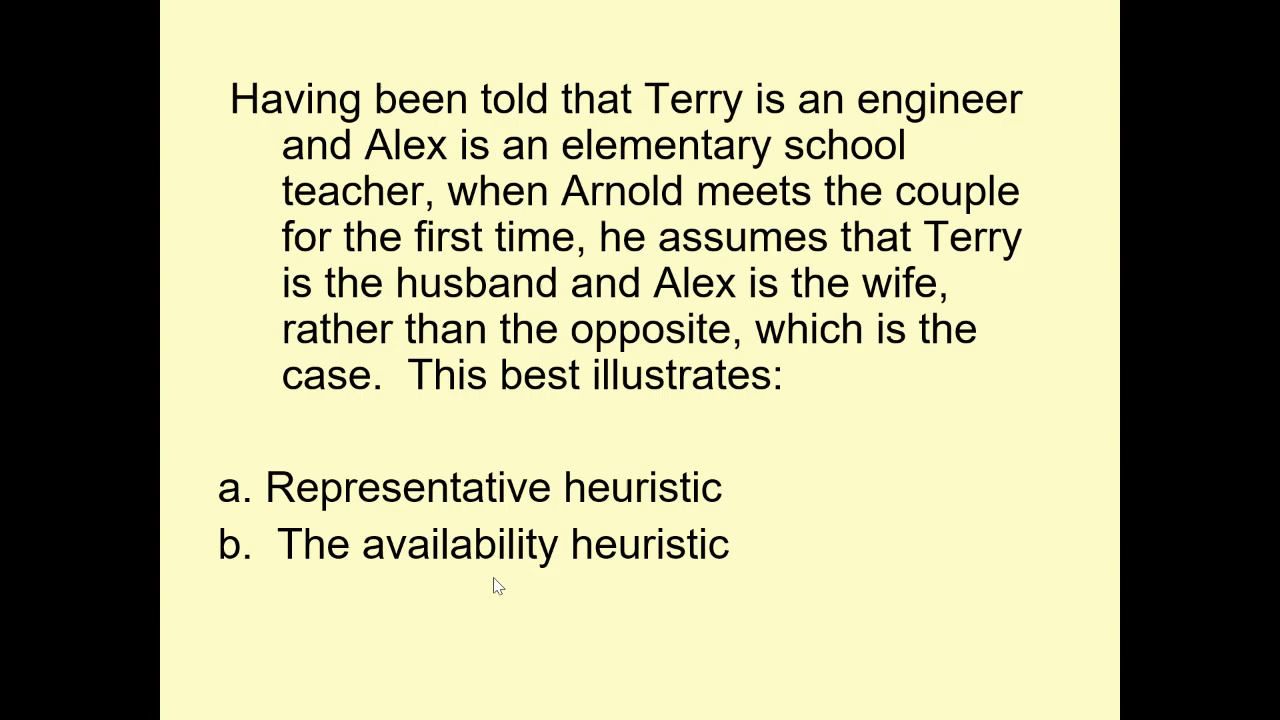 Having been told that Terry is an engineer
and Alex is an elementary school
teacher, when Arnold meets the couple
for the first time, he assumes that Terry
is the husband and Alex is the wife,
rather than the opposite, which is the
case.  This best illustrates:
a. Representative heuristic
b.  The availability heuristic